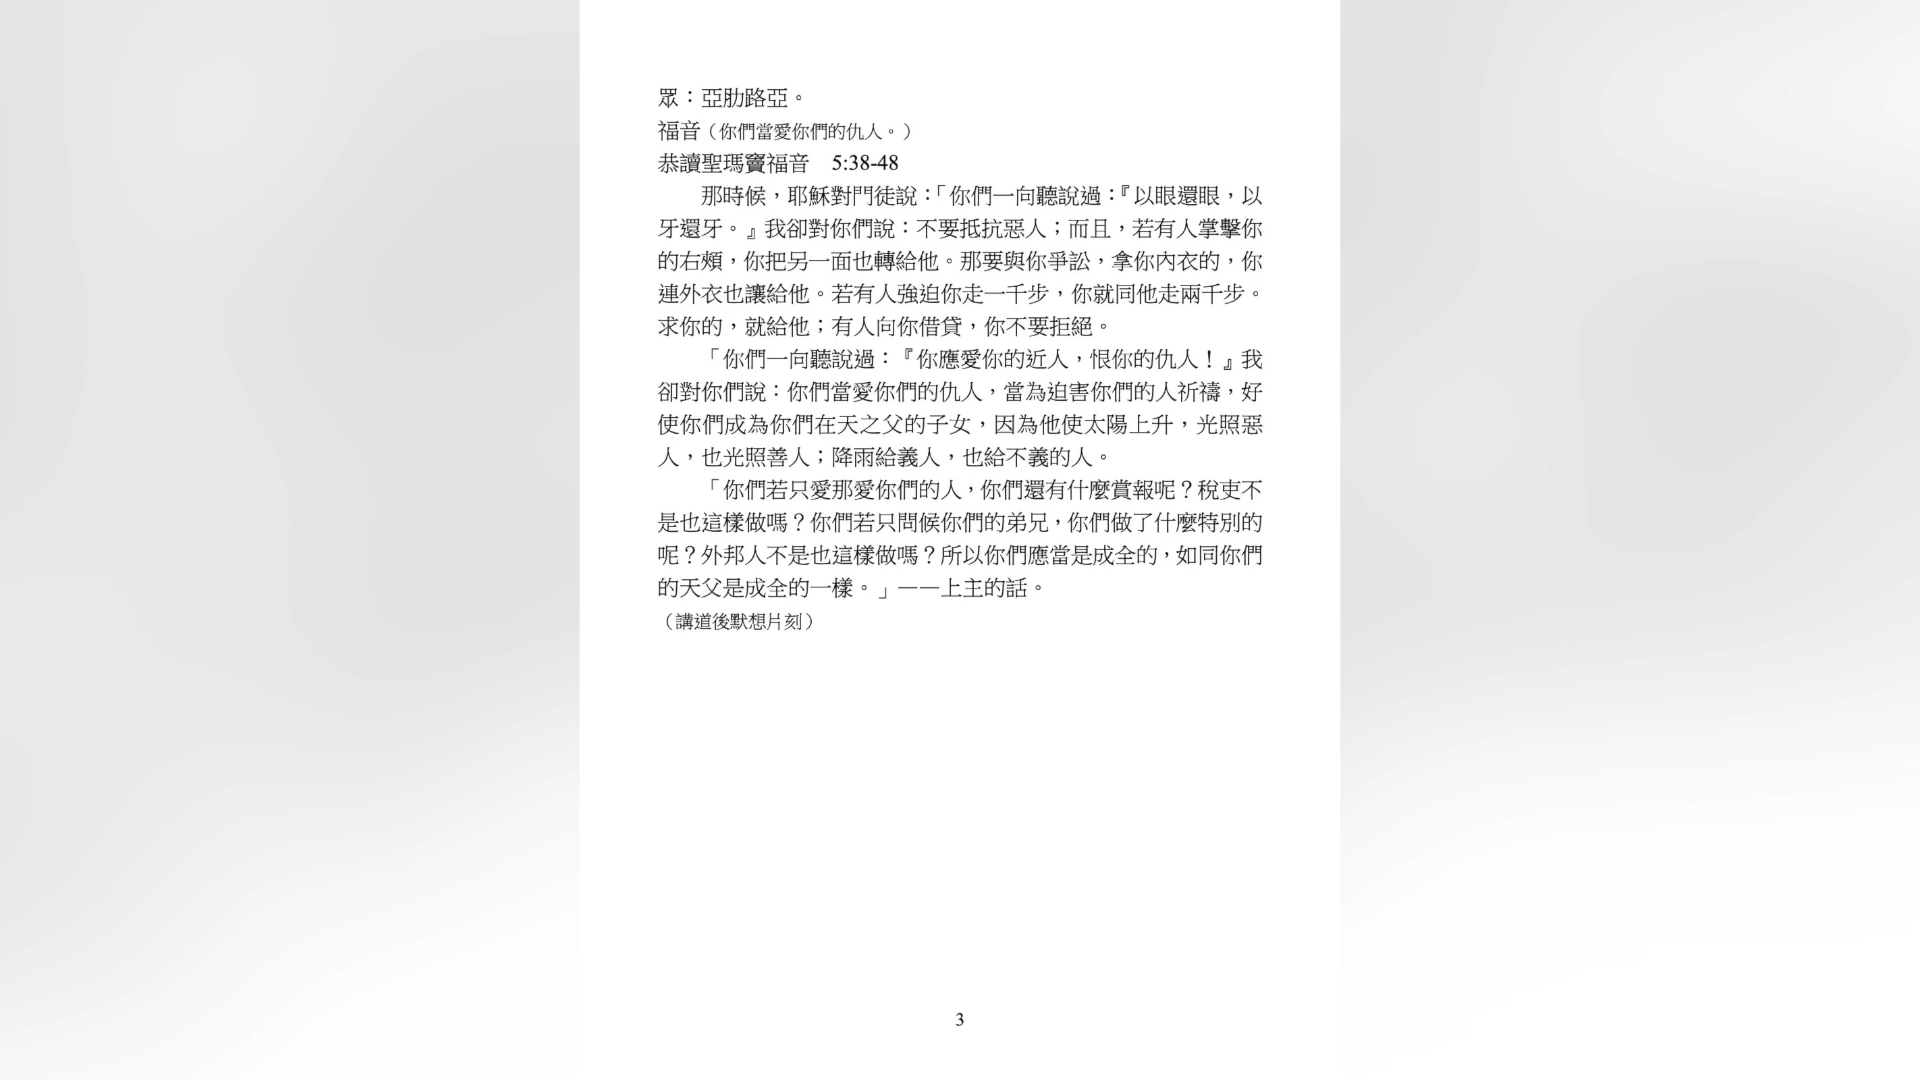 眾：亞肋路亞。
福音（你們當愛你們的仇人。）
恭讀聖瑪竇福音　5:38-48
那時候，耶穌對門徒說：「你們一向聽說過：『以眼還眼，以
牙還牙。』我卻對你們說：不要抵抗惡人；而且，若有人掌擊你
的右頰，你把另一面也轉給他。那要與你爭訟，拿你內衣的，你
連外衣也讓給他。若有人強迫你走一千步，你就同他走兩千步。
求你的，就給他；有人向你借貸，你不要拒絕。
「你們一向聽說過：『你應愛你的近人，恨你的仇人！』我
卻對你們說：你們當愛你們的仇人，當為迫害你們的人祈禱，好
使你們成為你們在天之父的子女，因為他使太陽上升，光照惡
人，也光照善人；降雨給義人，也給不義的人。
「你們若只愛那愛你們的人，你們還有什麼賞報呢？稅吏不
是也這樣做嗎？你們若只問候你們的弟兄，你們做了什麼特別的
呢？外邦人不是也這樣做嗎？所以你們應當是成全的，如同你們
的天父是成全的一樣。」——上主的話。
（講道後默想片刻）
3